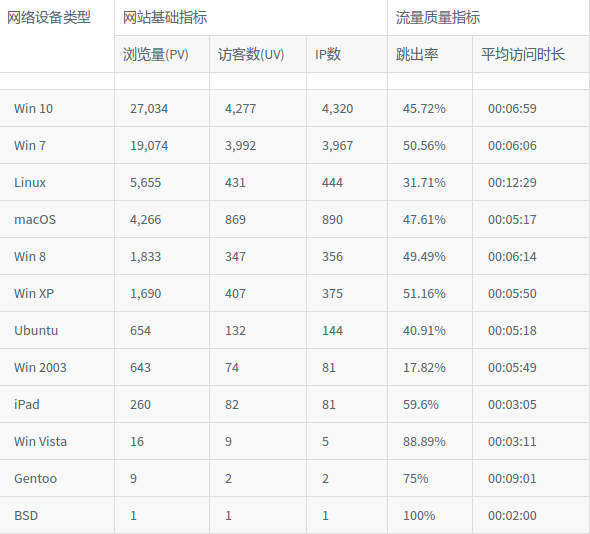 网络设备类型 网站基础指标 流量质量指标
浏览量(PV) 访客数(UV) IP数 跳出率 平均访问时长
Win 10 27,034 4,277 4,320 45.72% 00:06:59
Win 7 19,074 3,992 3,967 50.56% 00:06:06
Linux 5,655 431 444 31.71% 00:12:29
macOS 4,266 869 890 47.61% 00:05:17
Win 8 1,833 347 356 49.49% 00:06:14
Win XP 1,690 407 375 51.16% 00:05:50
Ubuntu 654 132 144 40.91% 00:05:18
Win 2003 643 74 81 17.82% 00:05:49
iPad 260 82 81 59.6% 00:03:05
Win Vista 16 9 5 88.89% 00:03:11
Gentoo 9 2 2 75% 00:09:01
BSD 1 1 1 100% 00:02:00